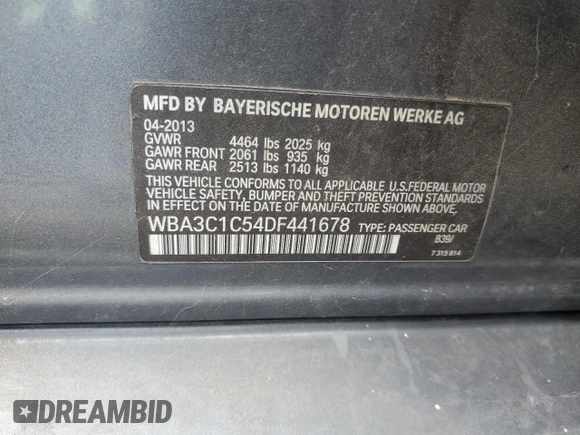 MFD BY BAYERISCHE MOTOREN WERKE AG
04-2013
GVWR 4464 lbs 2025 kg
GAWR FRONT 2061 lbs 935 kg
GAWR REAR 2513 lbs 1140 kg
THIS VEHICLE CONFORMS TO ALL APPLICABLE U.S.FEDERAL MOTOR
VEHICLE SAFETY, BUMPER AND THEFT PREVENTION STANDARDS
IN EFFECT ON THE DATE OF MANUFACTURE SHOWN ABOVE.
WBA3C1C54DF441678 TYPE: PASSENGER CAR
B39/
7 315 814
DREAMBID